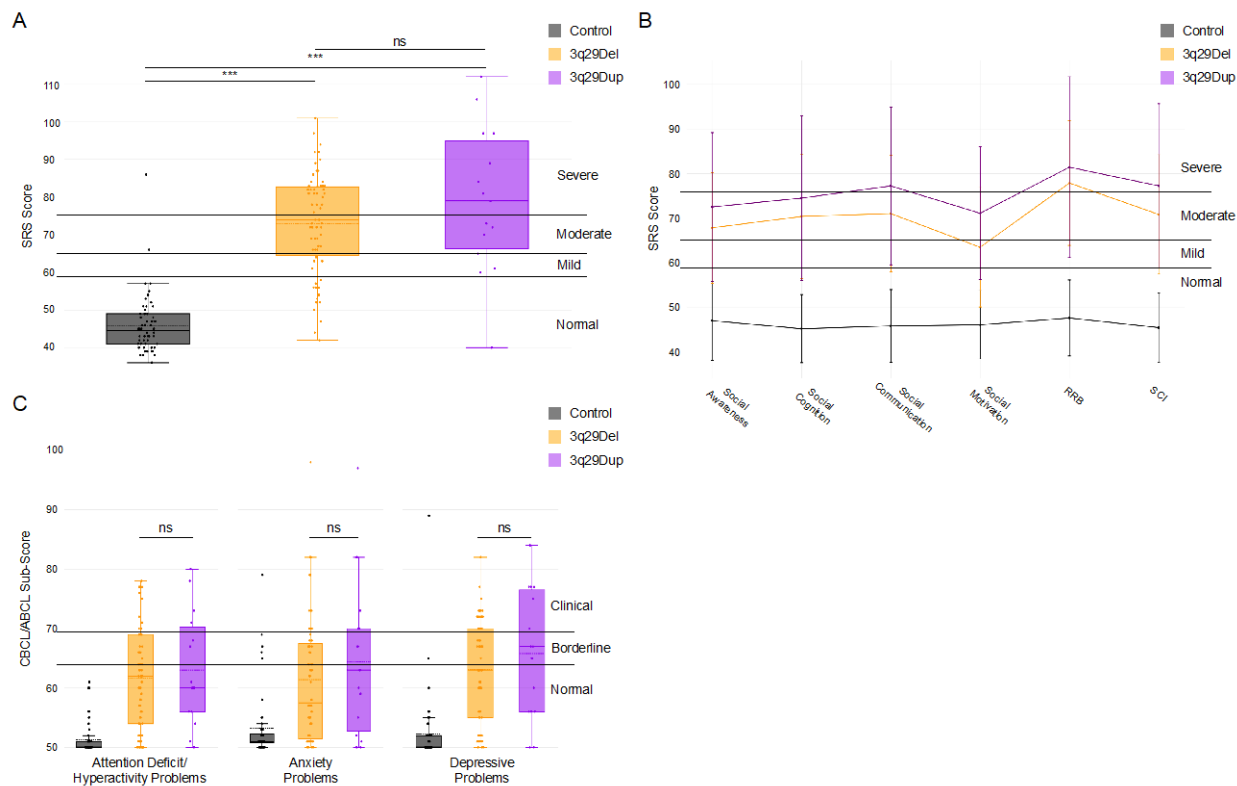 A
Control
3q29Del
3q29Dup
ns
***
***
SRS Score
110
100
90
80
70
60
50
40
Severe
Moderate
Mild
Normal
B
Control
3q29Del
3q29Dup
SRS Score
100
90
80
70
60
50
40
Severe
Moderate
Mild
Normal
Social
Awareness
Social
Cognition
Social
Communication
Social
Motivation
RRB
SCI
C
Control
3q29Del
3q29Dup
CBCL/ABCL Sub-Score
100
90
80
70
60
50
ns
ns
ns
Clinical
Borderline
Normal
Attention Deficit/
Hyperactivity Problems
Anxiety
Problems
Depressive
Problems